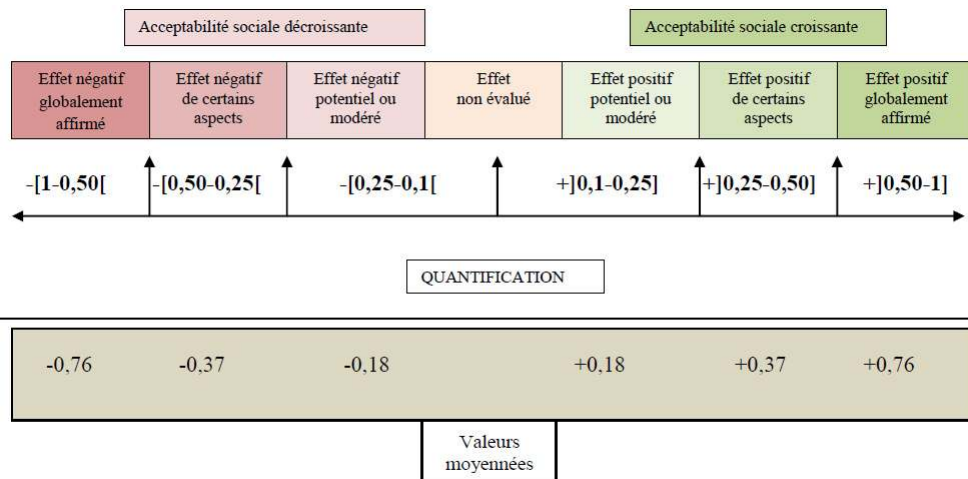 Acceptabilité sociale décroissante
Acceptabilité sociale croissante
Effet négatif
globalement
affirmé
Effet négatif
de certains
aspects
Effet négatif
potentiel ou
modéré
Effet
non évalué
Effet positif
potentiel ou
modéré
Effet positif
de certains
aspects
Effet positif
globalement
affirmé
-[1-0,50[
-[0,50-0,25[
-[0,25-0,1[
+]0,1-0,25]
+]0,25-0,50]
+]0,50-1]
QUANTIFICATION
-0,76
-0,37
-0,18
+0,18
+0,37
+0,76
Valeurs
moyennées